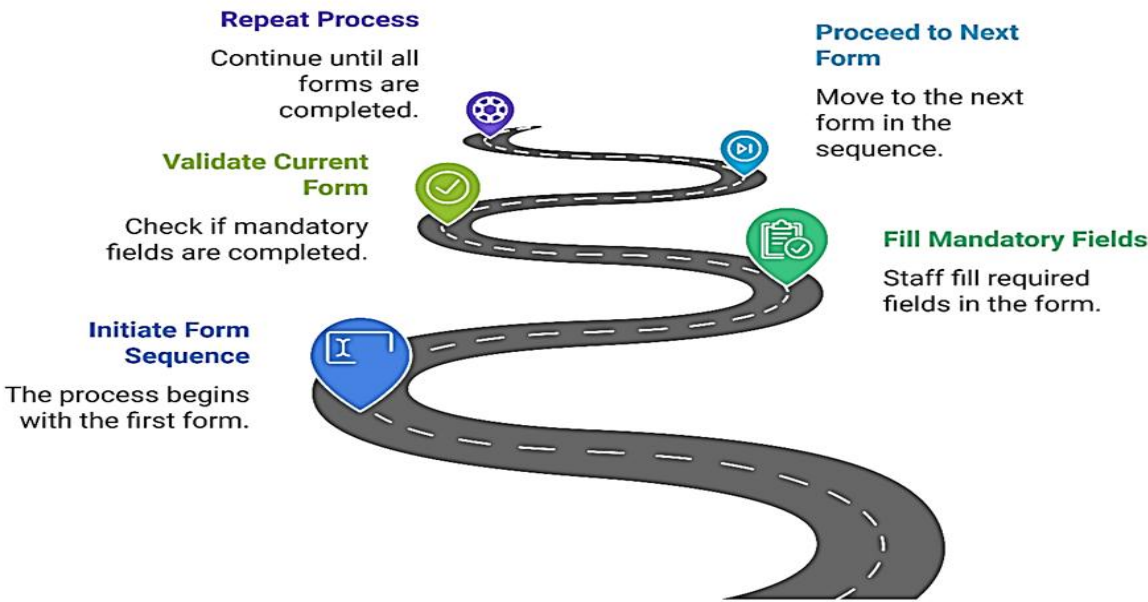 Repeat Process
Continue until all
forms are
completed.
Proceed to Next
Form
Move to the next
form in the
sequence.
Validate Current
Form
Check if mandatory
fields are completed.
Fill Mandatory Fields
Staff fill required
fields in the form.
Initiate Form
Sequence
The process begins
with the first form.